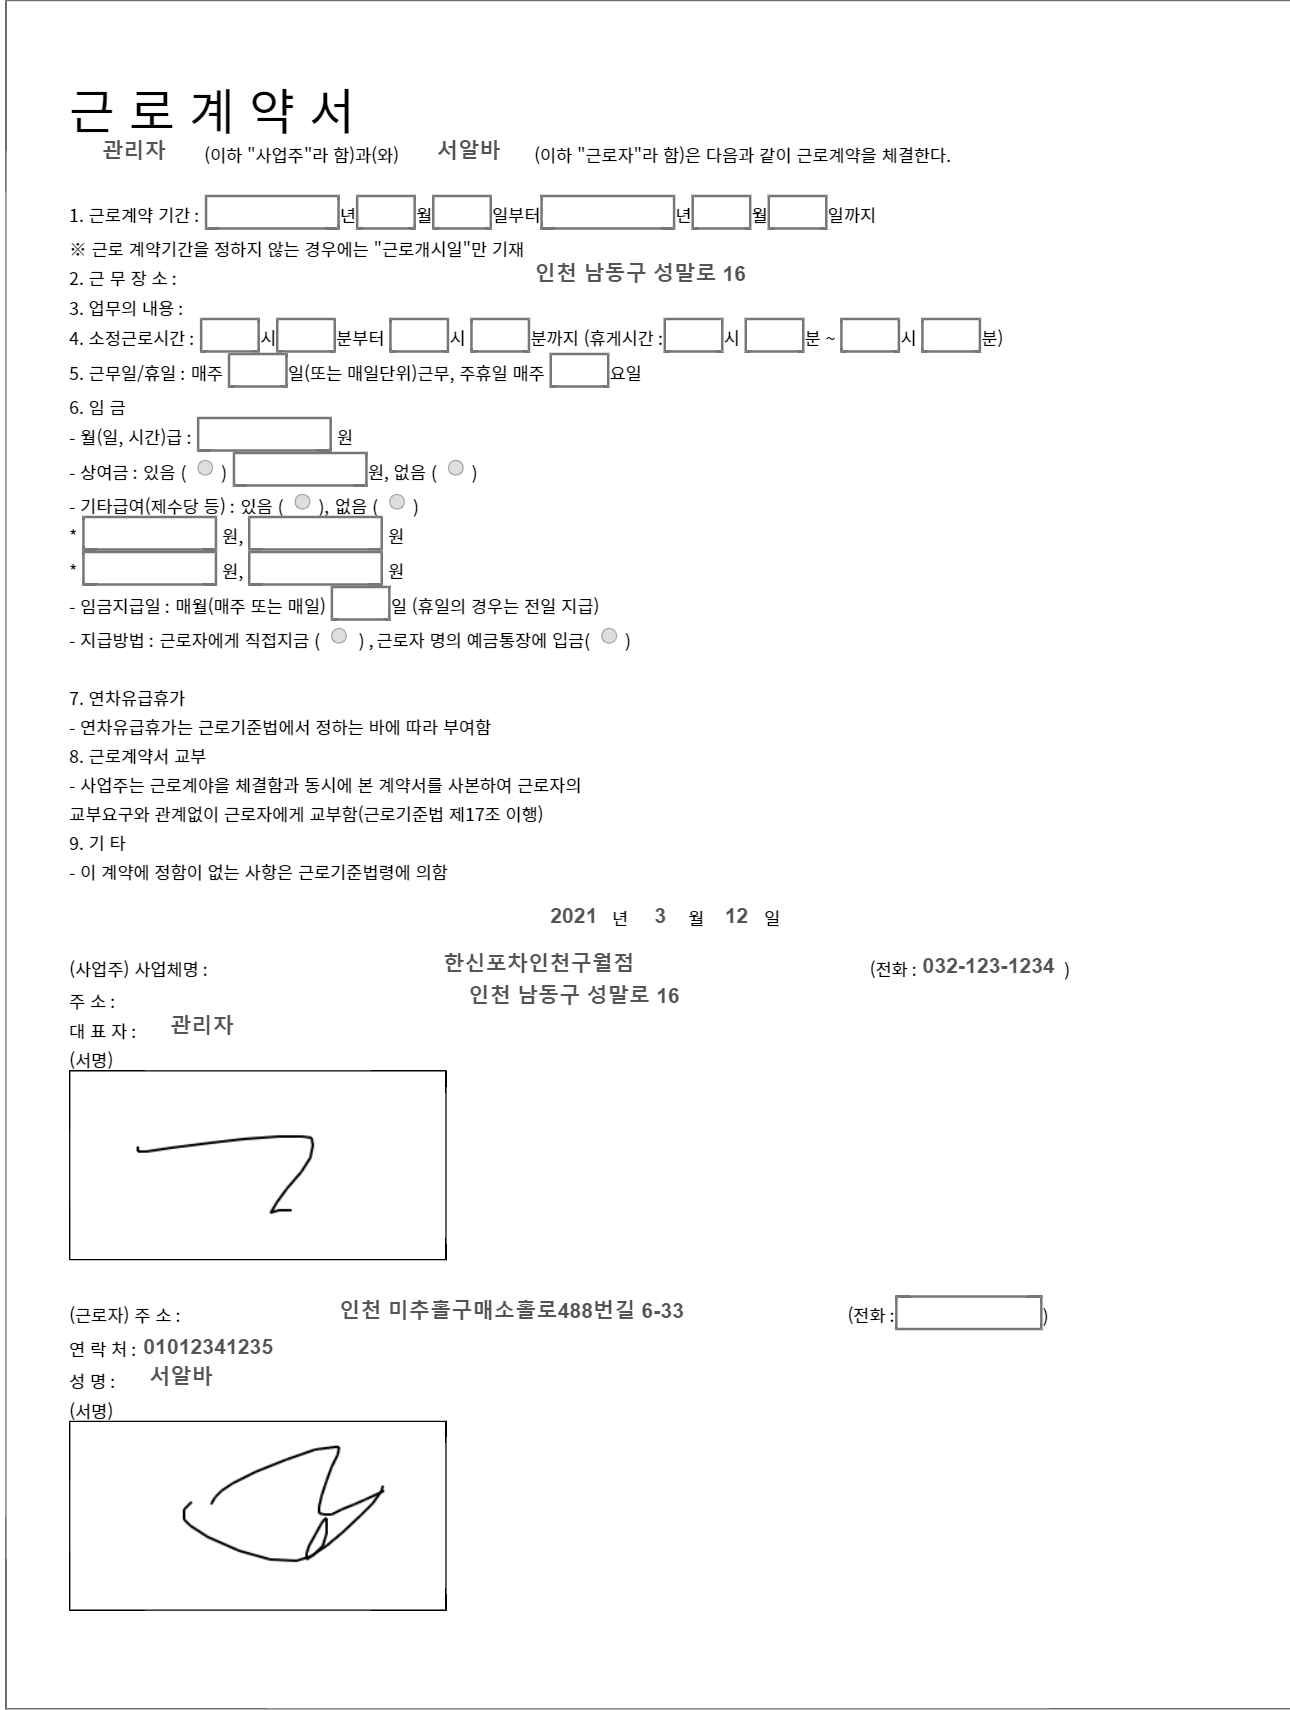 근 로 계 약 서
관리자 (이하 "사업주"라 함)과(와) 서알바 (이하 "근로자"라 함)은 다음과 같이 근로계약을 체결한다.
1. 근로계약 기간 : 년 월 일부터 년 월 일까지
※ 근로 계약기간을 정하지 않는 경우에는 "근로개시일"만 기재
2. 근 무 장 소 : 인천 남동구 성말로 16
3. 업무의 내용 :
4. 소정근로시간 : 시 분부터 시 분까지 (휴게시간 : 시 분 ~ 시 분)
5. 근무일/휴일 : 매주 일(또는 매일단위)근무, 주휴일 매주 요일
6. 임 금
- 월(일, 시간)급 : 원
- 상여금 : 있음 ( ) 원, 없음 ( )
- 기타급여(제수당 등) : 있음 ( ), 없음 ( )
* 원, 원
* 원, 원
- 임금지급일 : 매월(매주 또는 매일) 일 (휴일의 경우는 전일 지급)
- 지급방법 : 근로자에게 직접지금 ( ) , 근로자 명의 예금통장에 입금( )
7. 연차유급휴가
- 연차유급휴가는 근로기준법에서 정하는 바에 따라 부여함
8. 근로계약서 교부
- 사업주는 근로계야을 체결함과 동시에 본 계약서를 사본하여 근로자의
교부요구와 관계없이 근로자에게 교부함(근로기준법 제17조 이행)
9. 기 타
- 이 계약에 정함이 없는 사항은 근로기준법령에 의함
2021 년 3 월 12 일
(사업주) 사업체명 : 한신포차인천구월점 (전화 : 032-123-1234 )
주 소 : 인천 남동구 성말로 16
대 표 자 : 관리자
(서명)
(근로자) 주 소 : 인천 미추홀구매소홀로488번길 6-33 (전화 : )
연 락 처 : 01012341235
성 명 : 서알바
(서명)